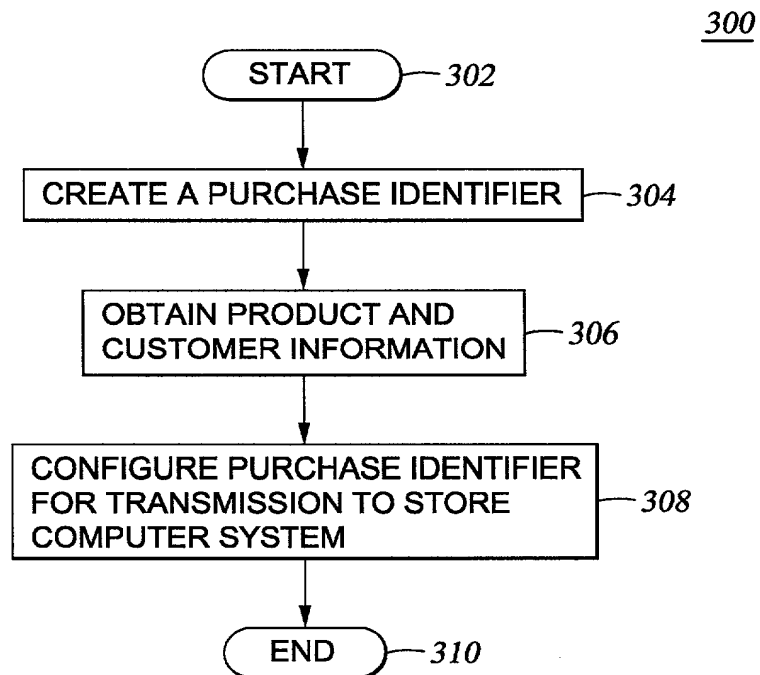 300
START 302
CREATE A PURCHASE IDENTIFIER 304
OBTAIN PRODUCT AND
CUSTOMER INFORMATION 306
CONFIGURE PURCHASE IDENTIFIER
FOR TRANSMISSION TO STORE 308
COMPUTER SYSTEM
END 310